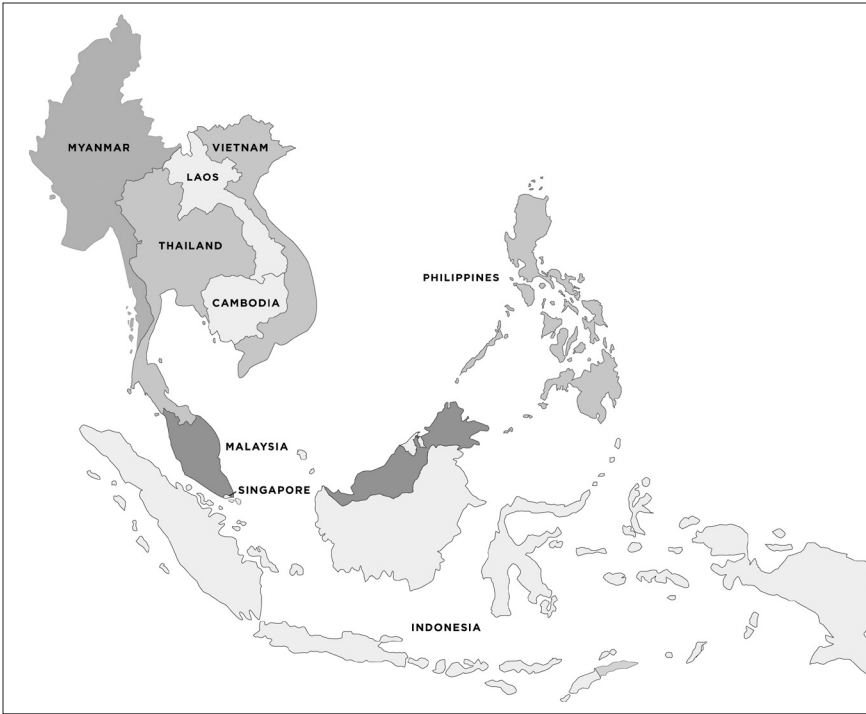 MYANMAR
VIETNAM
LAOS
THAILAND
CAMBODIA
PHILIPPINES
MALAYSIA
SINGAPORE
INDONESIA